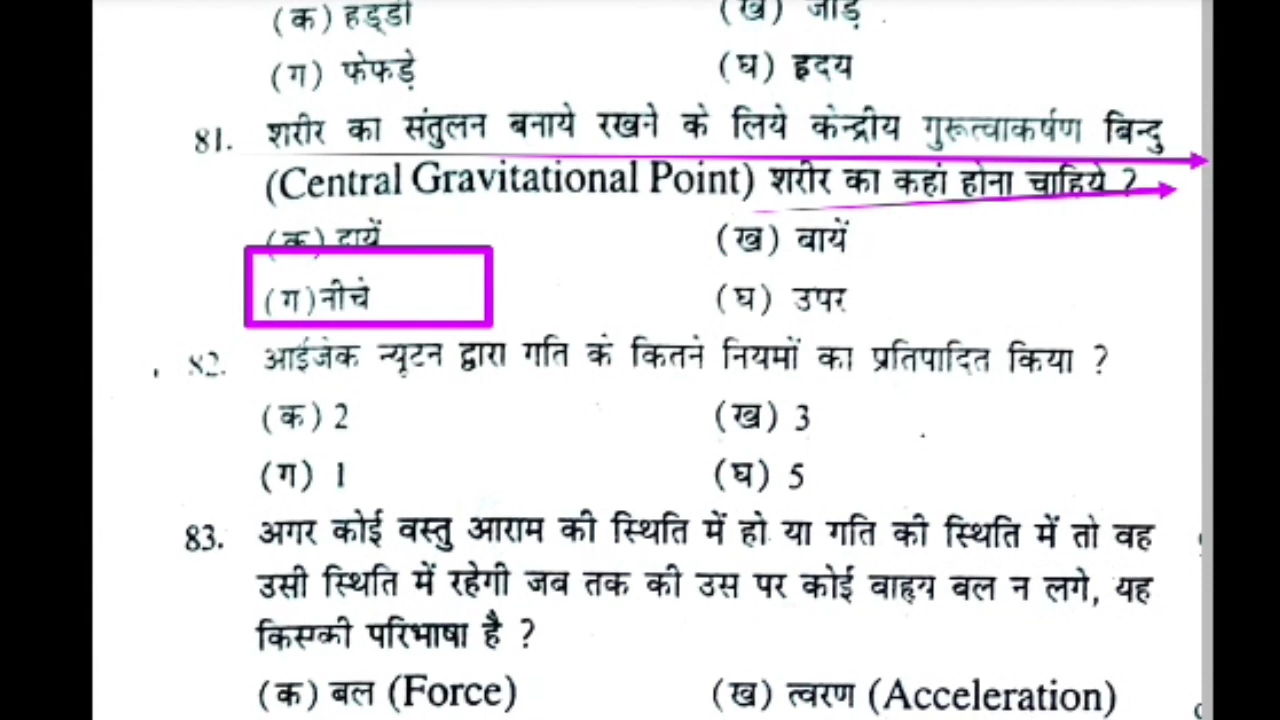 (क) हड्डी
(ख) जोड़
(ग) फेफड़े
(घ) हृदय
81. शरीर का संतुलन बनाये रखने के लिये केन्द्रीय गुरूत्वाकर्षण बिन्दु
(Central Gravitational Point) शरीर का कहां होना चाहिये ?
(क) दायें
(ख) बायें
(ग)नीचे
(घ) उपर
82. आईजेक न्यूटन द्वारा गति के कितने नियमों का प्रतिपादित किया ?
(क) 2
(ख) 3
(ग) 1
(घ) 5
83. अगर कोई वस्तु आराम की स्थिति में हो या गति की स्थिति में तो वह
उसी स्थिति में रहेगी जब तक की उस पर कोई वाह्य बल न लगे, यह
किसकी परिभाषा है ?
(क) बल (Force)
(ख) त्वरण (Acceleration)